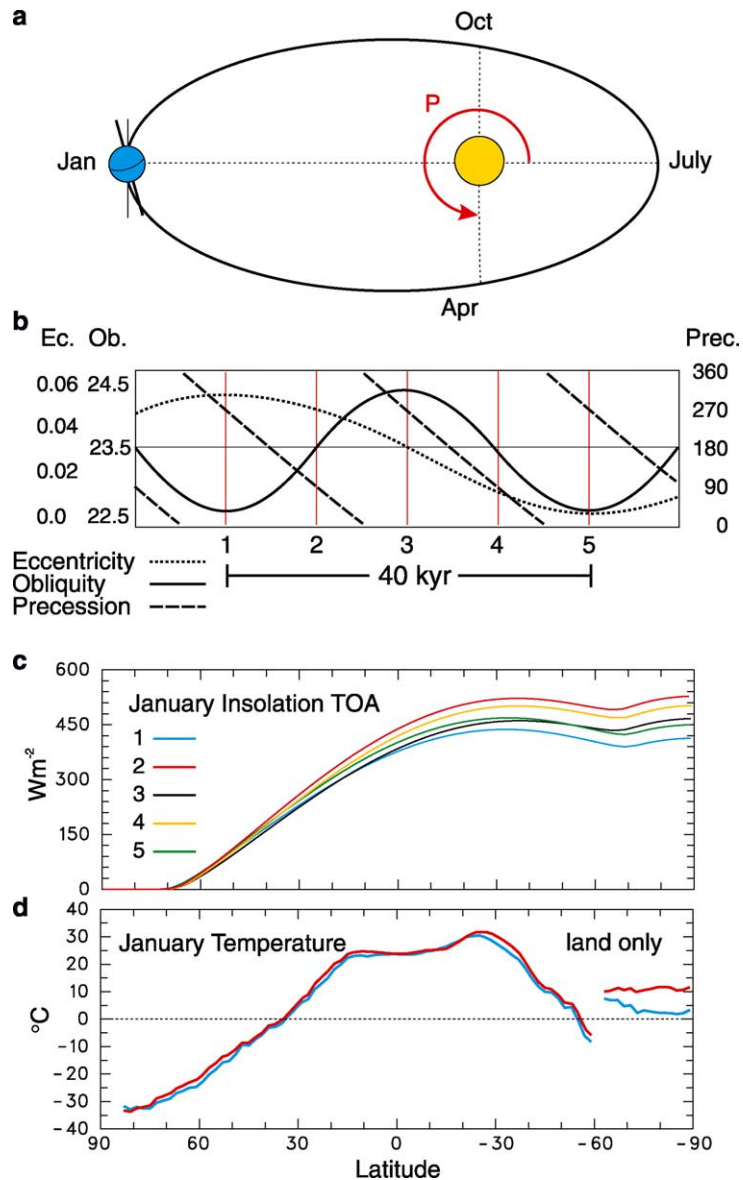 a
Oct
P
Jan
July
Apr
b
Ec. Ob. Prec.
0.06 24.5 360
0.04 270
23.5 180
0.02 90
0.0 22.5 0
1 2 3 4 5
Eccentricity
Obliquity
Precession
40 kyr
c
600
January Insolation TOA
450
1
2
300
3
4
150
5
0
Wm⁻²
d
40
January Temperature land only
30
20
10
0
-10
-20
-30
-40
°C
90 60 30 0 -30 -60 -90
Latitude